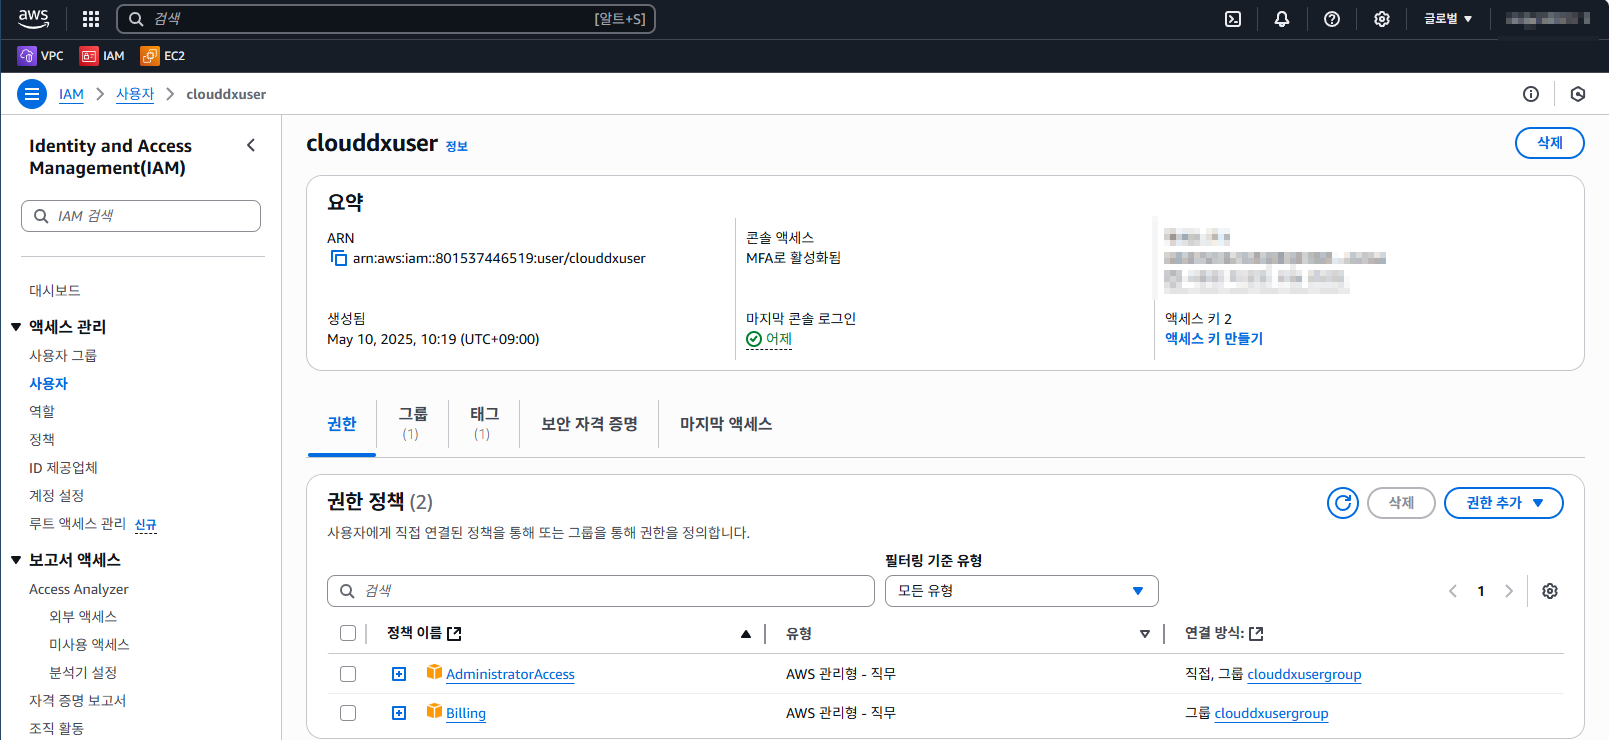 aws
검색
[알트+S]
글로벌
VPC
IAM
EC2
IAM
사용자
clouddxuser
Identity and Access
Management(IAM)
IAM 검색
대시보드
액세스 관리
사용자 그룹
사용자
역할
정책
ID 제공업체
계정 설정
루트 액세스 관리 신규
보고서 액세스
Access Analyzer
외부 액세스
미사용 액세스
분석기 설정
자격 증명 보고서
조직 활동
clouddxuser 정보
삭제
요약
ARN
arn:aws:iam::801537446519:user/clouddxuser
콘솔 액세스
MFA로 활성화됨
생성됨
May 10, 2025, 10:19 (UTC+09:00)
마지막 콘솔 로그인
어제
액세스 키 2
액세스 키 만들기
권한
그룹
(1)
태그
(1)
보안 자격 증명
마지막 액세스
권한 정책 (2)
삭제
권한 추가
사용자에게 직접 연결된 정책을 통해 또는 그룹을 통해 권한을 정의합니다.
필터링 기준 유형
검색
모든 유형
1
정책 이름
유형
연결 방식:
AdministratorAccess
AWS 관리형 - 직무
직접, 그룹 clouddxusergroup
Billing
AWS 관리형 - 직무
그룹 clouddxusergroup